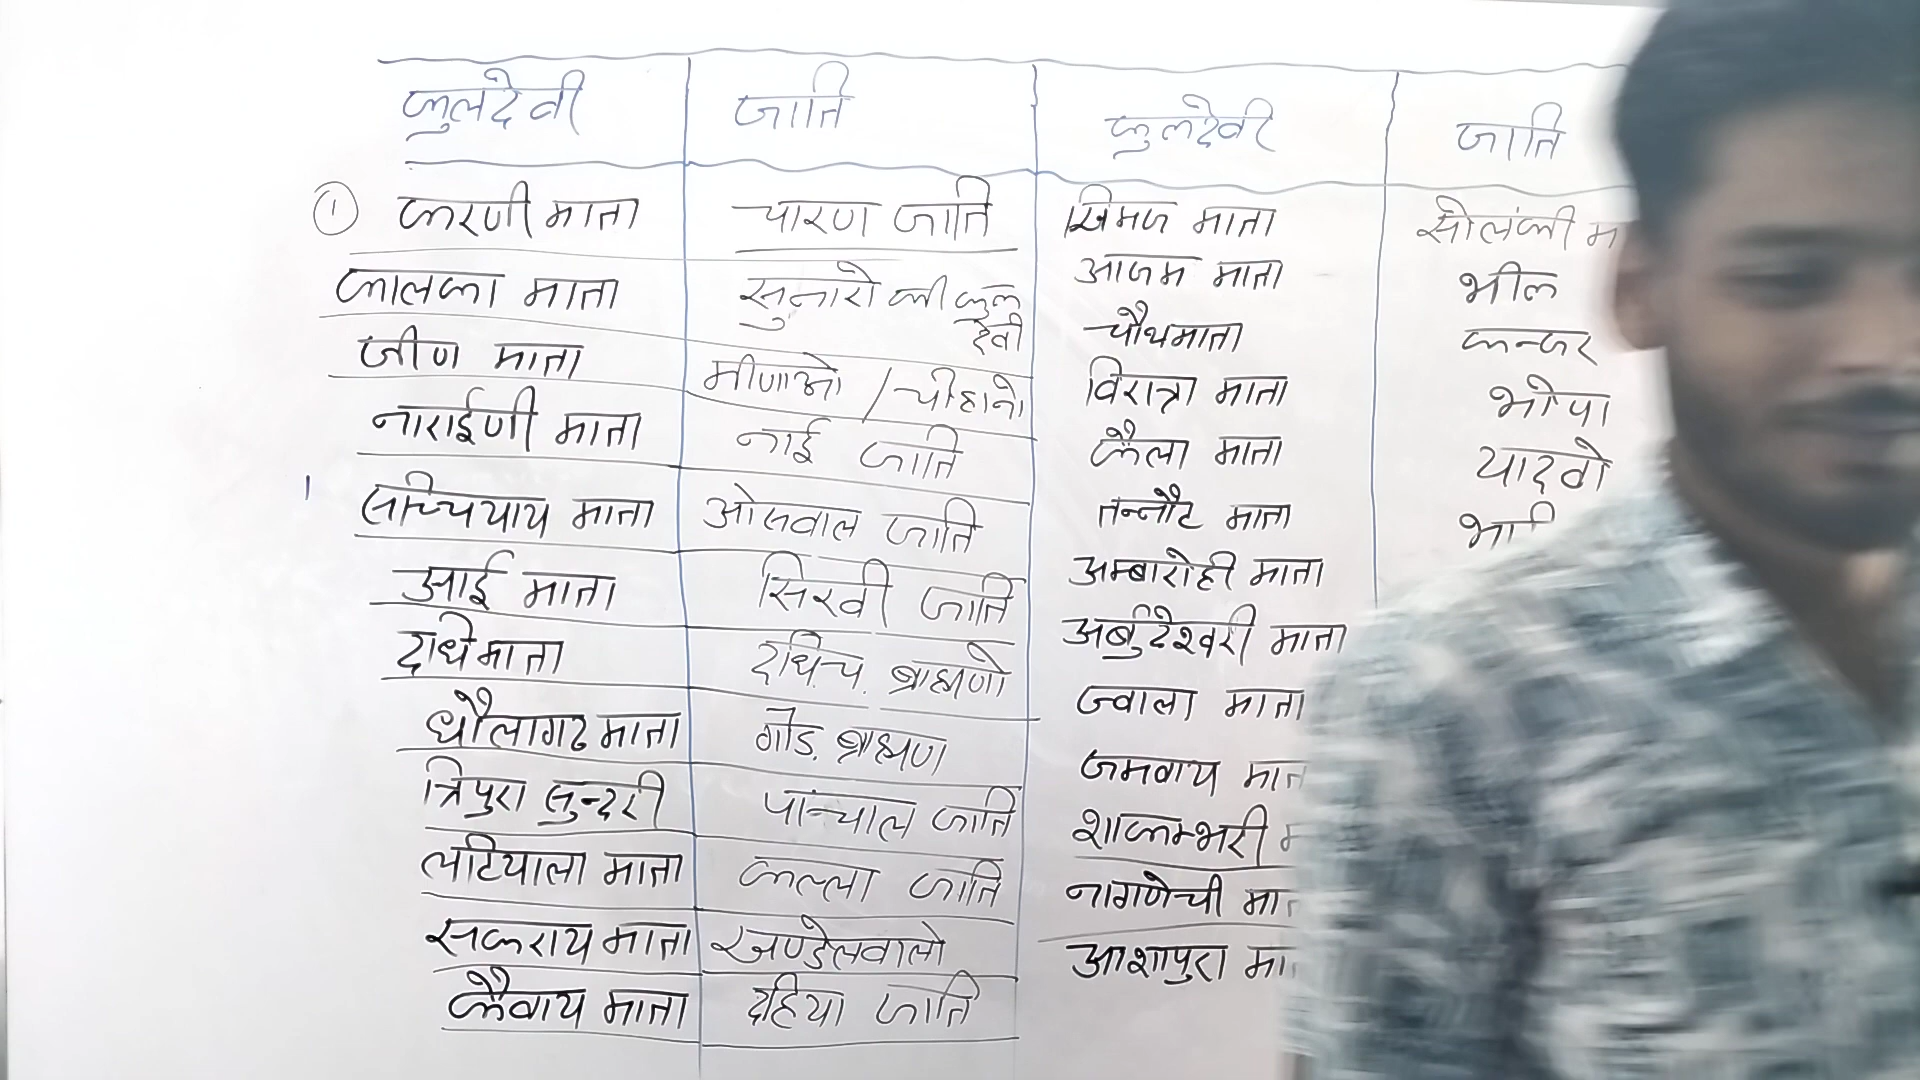 कुलदेवी जाति कुलदेवी जाति
① करणी माता चारण जाति खिमज माता सोलंकी
कालका माता सुनारो की कुल देवी आजम माता भील
जीण माता मीणाओ / चौहानो चौथमाता कन्जर
नाराईणी माता नाई जाति विरात्रा माता भोपा
सच्चियाय माता ओसवाल जाति कैला माता यादवो
आई माता सिरवी जाति तन्नौट माता
दाधिमाता दधिच ब्राह्मणो अम्बारोही माता
धौलागढ माता गौड ब्राह्मण अर्बुदेश्वरी माता
त्रिपुरा सुन्दरी पान्चाल जाति ज्वाला माता
लटियाला माता कल्ला जाति जमवाय
सकराय माता खण्डेलवालो शाकम्भरी
कैवाय माता दहिया जाति नागणेची
आशापुरा